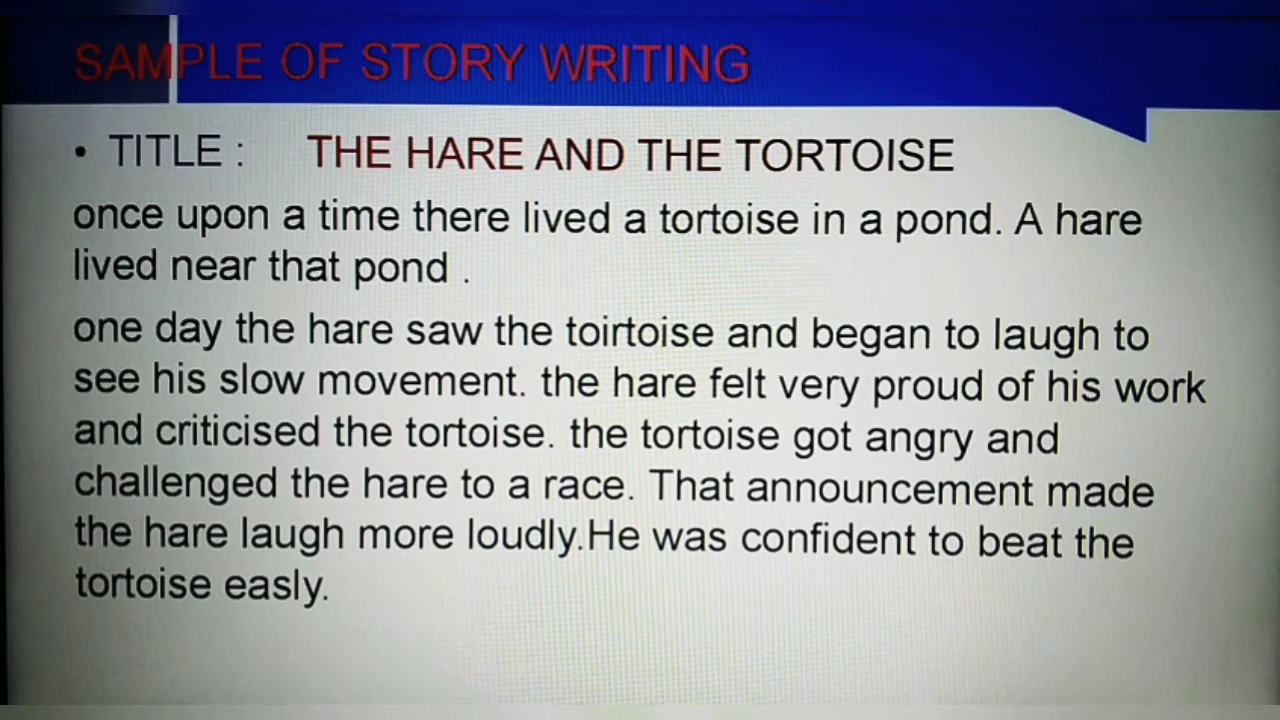 SAMPLE OF STORY WRITING
• TITLE : THE HARE AND THE TORTOISE
once upon a time there lived a tortoise in a pond. A hare
lived near that pond .
one day the hare saw the toirtoise and began to laugh to
see his slow movement. the hare felt very proud of his work
and criticised the tortoise. the tortoise got angry and
challenged the hare to a race. That announcement made
the hare laugh more loudly.He was confident to beat the
tortoise easly.